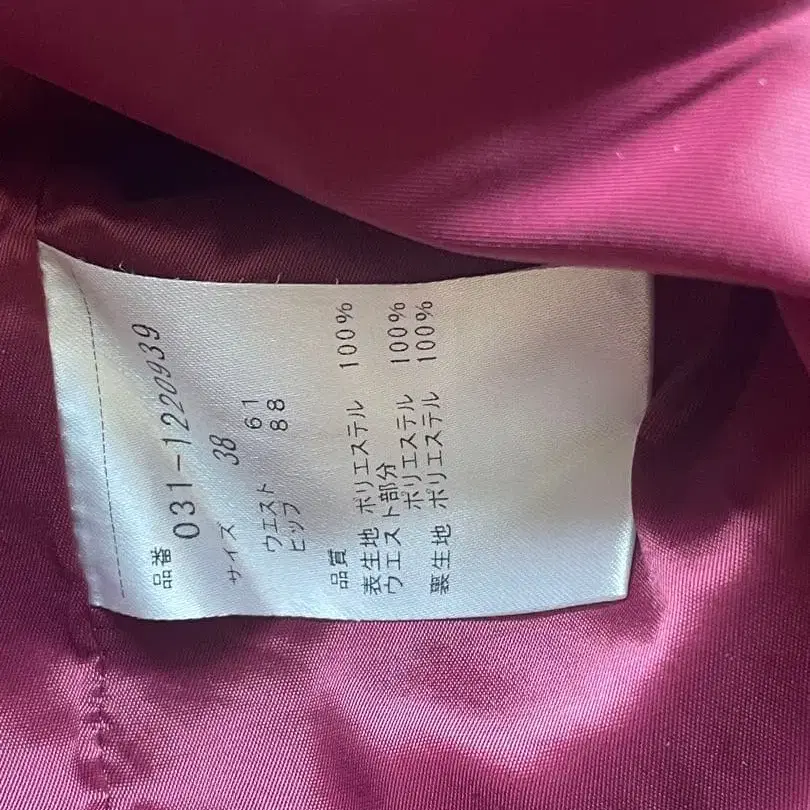 品番
031-1220939
サイズ 38
ウエスト 61
ヒップ 88
品質
表生地 ポリエステル 100%
ウエスト部分
ポリエステル 100%
裏生地 ポリエステル 100%